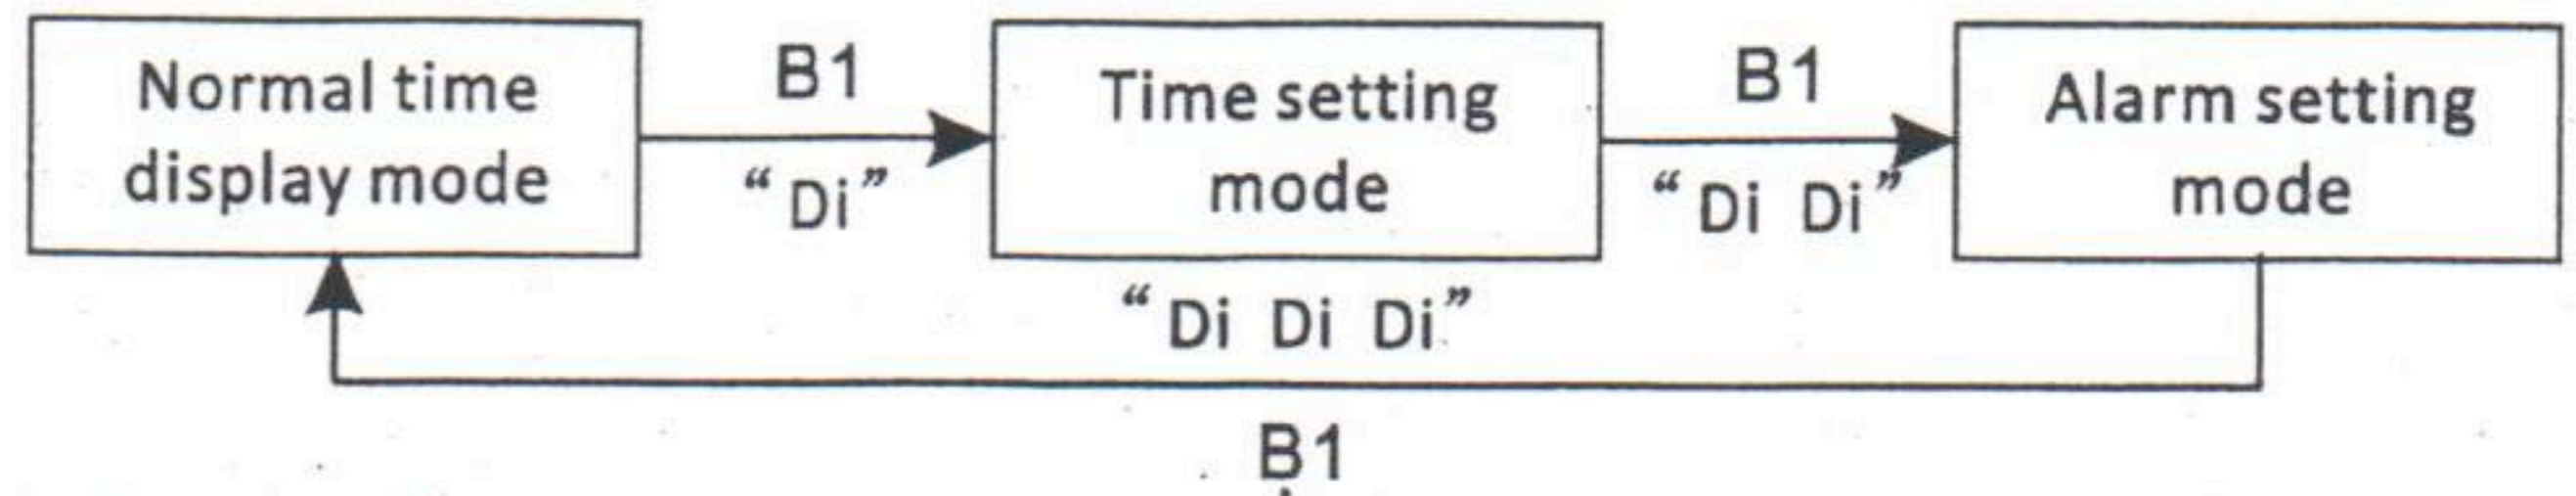 Normal time
display mode
B1
“Di”
Time setting
mode
B1
“Di Di”
Alarm setting
mode
“Di Di Di”
B1